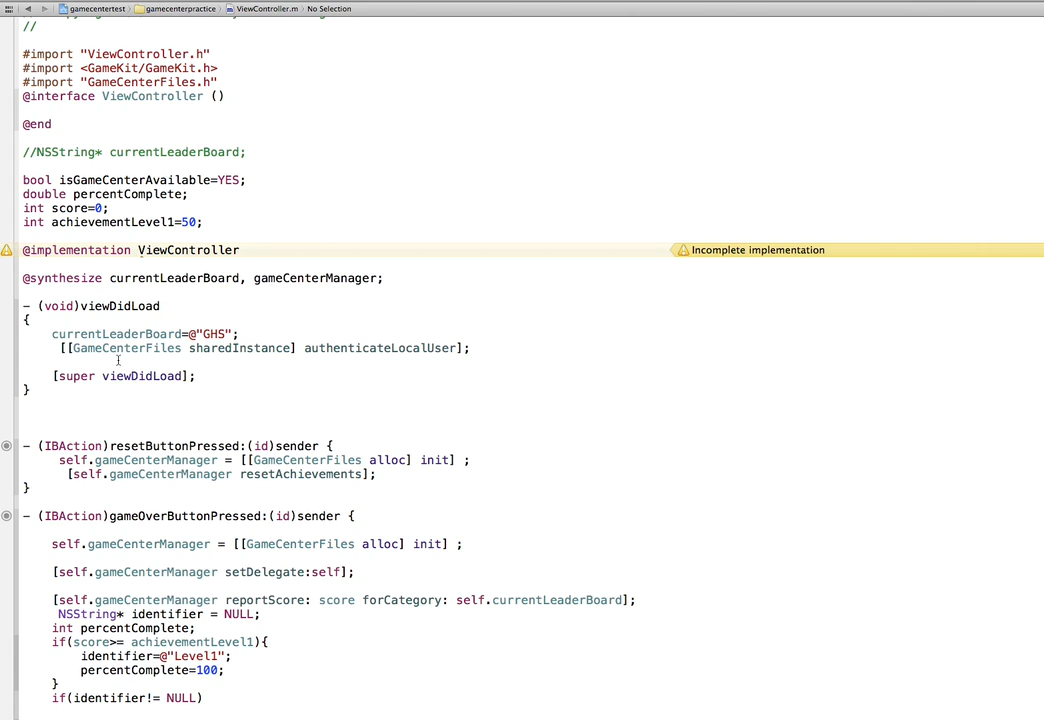 gamecentertest gamecenterpractice ViewController.m No Selection
//
#import "ViewController.h"
#import <GameKit/GameKit.h>
#import "GameCenterFiles.h"
@interface ViewController ()
@end
//NSString* currentLeaderBoard;
bool isGameCenterAvailable=YES;
double percentComplete;
int score=0;
int achievementLevel1=50;
@implementation ViewController Incomplete implementation
@synthesize currentLeaderBoard, gameCenterManager;
- (void)viewDidLoad
{
currentLeaderBoard=@"GHS";
[[GameCenterFiles sharedInstance] authenticateLocalUser];
[super viewDidLoad];
}
- (IBAction)resetButtonPressed:(id)sender {
self.gameCenterManager = [[GameCenterFiles alloc] init] ;
[self.gameCenterManager resetAchievements];
}
- (IBAction)gameOverButtonPressed:(id)sender {
self.gameCenterManager = [[GameCenterFiles alloc] init] ;
[self.gameCenterManager setDelegate:self];
[self.gameCenterManager reportScore: score forCategory: self.currentLeaderBoard];
NSString* identifier = NULL;
int percentComplete;
if(score>= achievementLevel1){
identifier=@"Level1";
percentComplete=100;
}
if(identifier!= NULL)